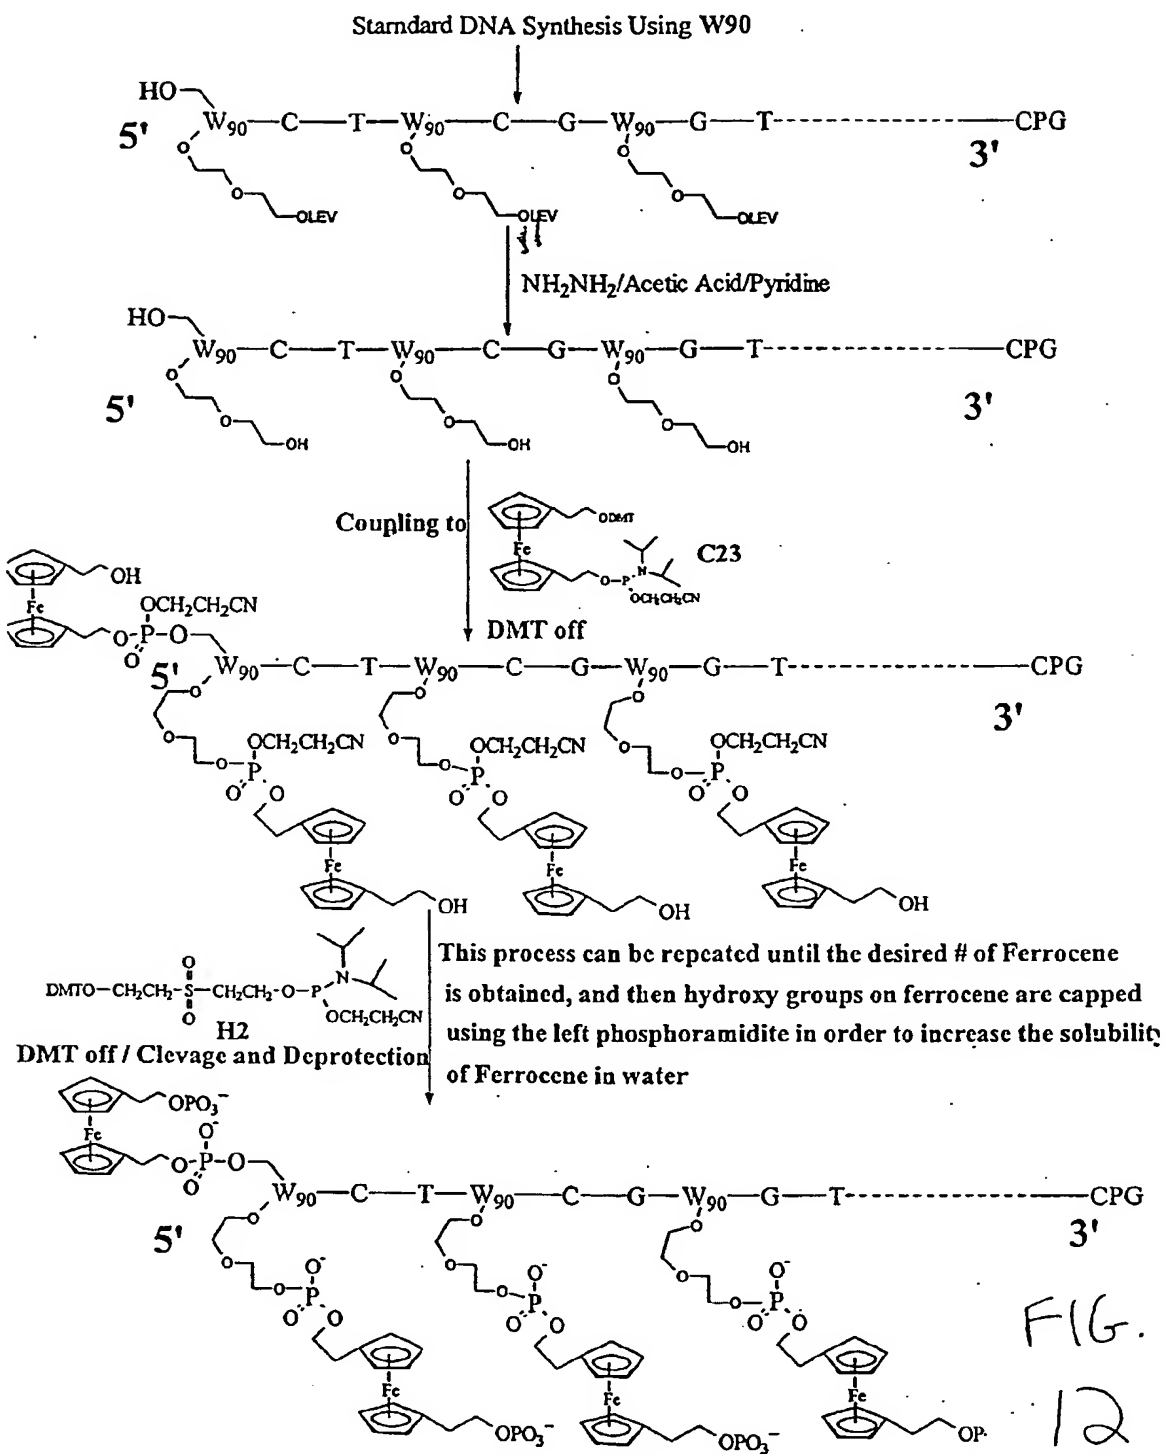 Starndard DNA Synthesis Using W90
HO
5' W90—C—T—W90—C—G—W90—G—T CPG
3'
O O O
O O O
OLEV OLEV OLEV
NH2NH2/Acetic Acid/Pyridine
HO
W90—C—T—W90—C—G—W90—G—T CPG
5' 3'
O O O
O O O
OH OH OH
Coupling to
ODMT
Fe
C23
O—P N
OCH2CH2CN
DMT off
OH
Fe
OCH2CH2CN
O—P—O
O
5' W90—C—T—W90—C—G—W90—G—T CPG
3'
O O O
O O O
OCH2CH2CN OCH2CH2CN OCH2CH2CN
O—P O—P O—P
O O O O O O
Fe Fe Fe
OH OH OH
This process can be repeated until the desired # of Ferrocene
is obtained, and then hydroxy groups on ferrocene are capped
using the left phosphoramidite in order to increase the solubility
of Ferrocene in water
O
DMTO—CH2CH2—S—CH2CH2—O—P N
O
OCH2CH2CN
H2
DMT off / Clevage and Deprotection
OPO3-
Fe
O-
O—P—O
O
W90—C—T—W90—C—G—W90—G—T CPG
5' 3'
O O O
O O O
O- O- O-
O—P O—P O—P
O O O O O O
Fe Fe Fe
OPO3- OPO3- OP
FIG.
12